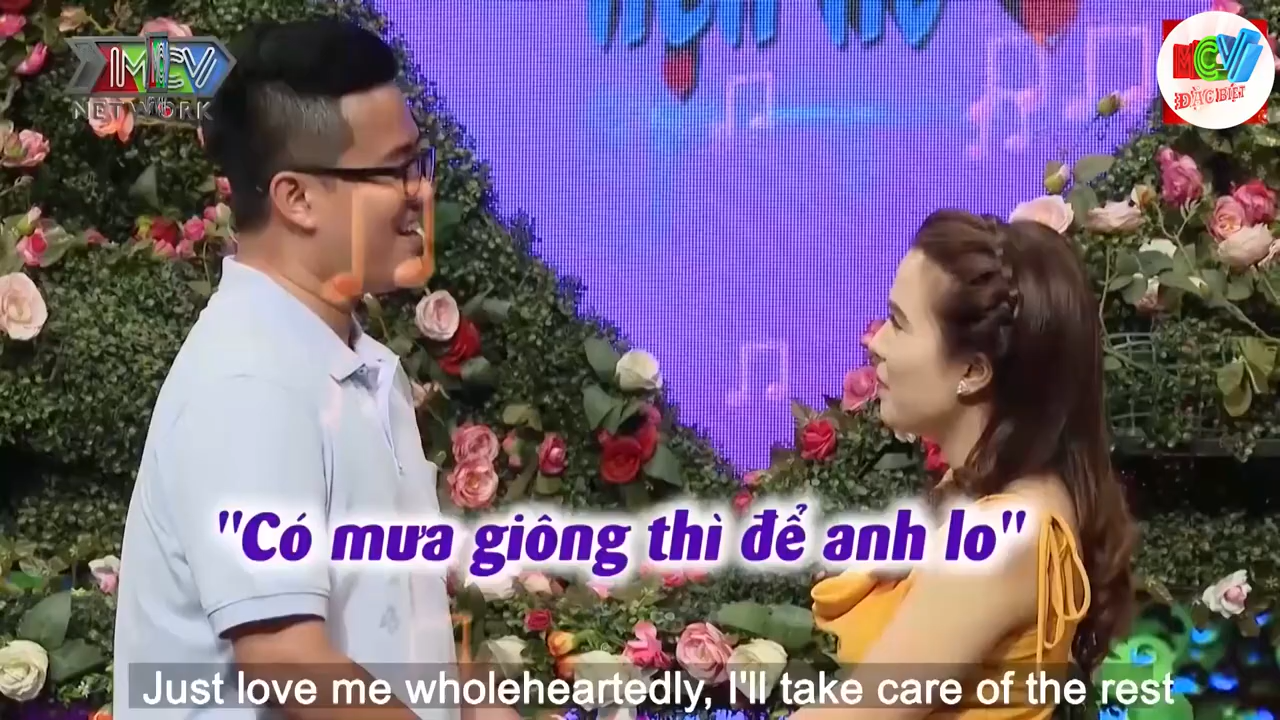 MCV
NETWORK
MCV
ĐẶC BIỆT
"Có mưa giông thì để anh lo"
Just love me wholeheartedly, I'll take care of the rest